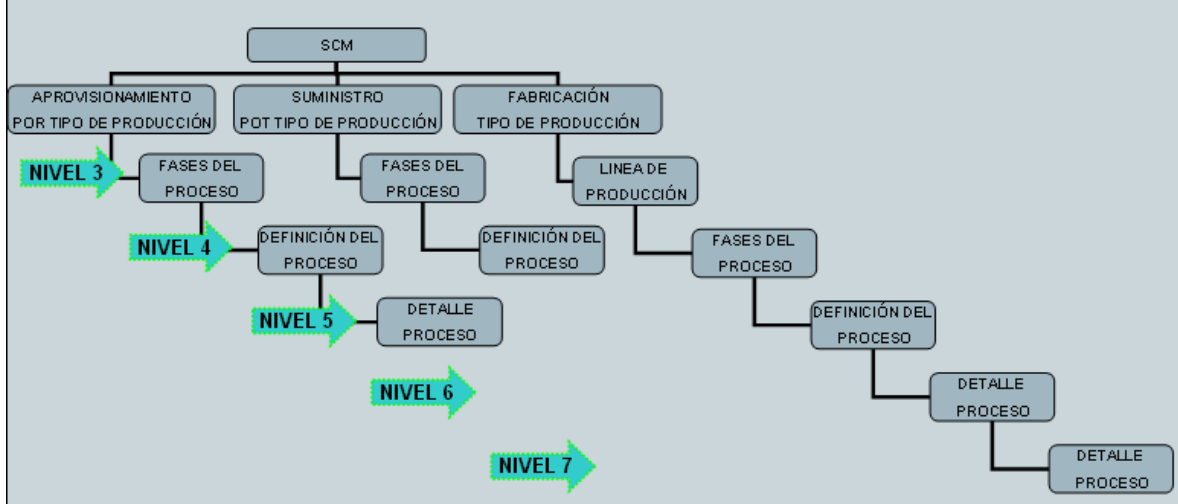 SCM
APROVISIONAMIENTO
POR TIPO DE PRODUCCIÓN
SUMINISTRO
POT TIPO DE PRODUCCIÓN
FABRICACIÓN
TIPO DE PRODUCCIÓN
NIVEL 3
FASES DEL
PROCESO
FASES DEL
PROCESO
LINEA DE
PRODUCCIÓN
NIVEL 4
DEFINICIÓN DEL
PROCESO
DEFINICIÓN DEL
PROCESO
FASES DEL
PROCESO
NIVEL 5
DETALLE
PROCESO
DEFINICIÓN DEL
PROCESO
NIVEL 6
DETALLE
PROCESO
NIVEL 7
DETALLE
PROCESO